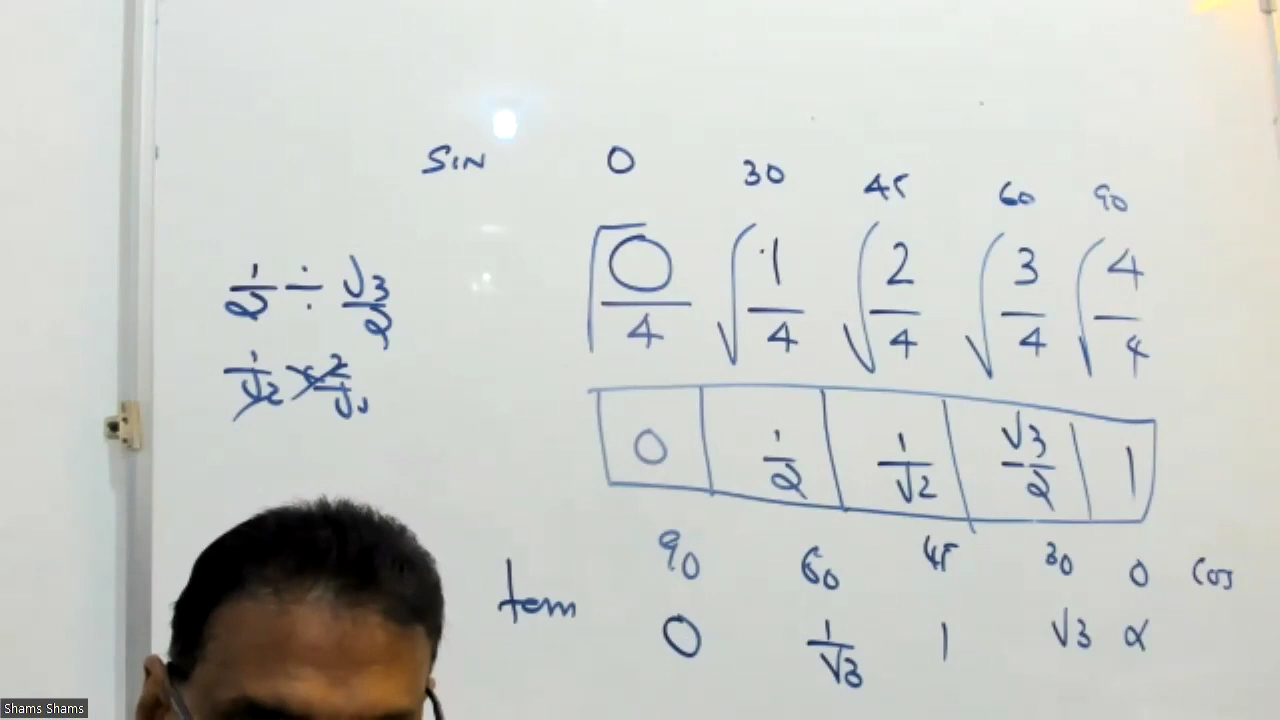 SIN 0 30 45 60 90
√0/4 √1/4 √2/4 √3/4 √4/4
1/2 ÷ √3/2
1/√2 × 2/√3
0 1/2 1/√2 √3/2 1
90 60 45 30 0 Cos
tan 0 1/√3 1 √3 α
Shams Shams